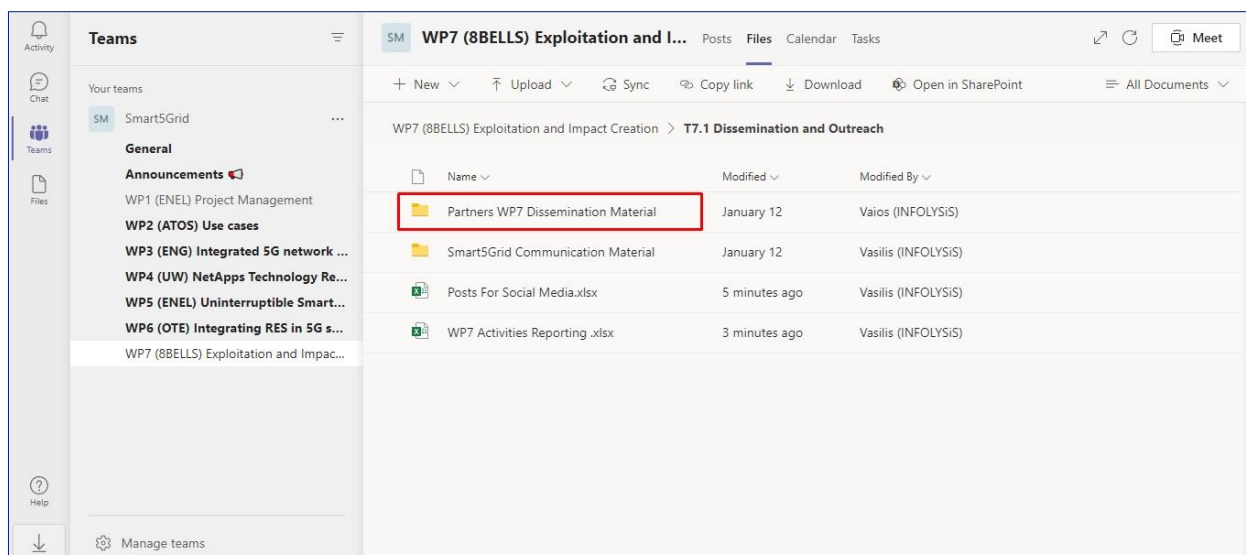 Activity
Chat
Teams
Files
Help
Teams
Your teams
SM Smart5Grid ...
General
Announcements
WP1 (ENEL) Project Management
WP2 (ATOS) Use cases
WP3 (ENG) Integrated 5G network ...
WP4 (UW) NetApps Technology Re...
WP5 (ENEL) Uninterruptible Smart...
WP6 (OTE) Integrating RES in 5G s...
WP7 (8BELLS) Exploitation and Impac...
Manage teams
SM WP7 (8BELLS) Exploitation and I... Posts Files Calendar Tasks Meet
New Upload Sync Copy link Download Open in SharePoint All Documents
WP7 (8BELLS) Exploitation and Impact Creation > T7.1 Dissemination and Outreach
Name Modified Modified By
Partners WP7 Dissemination Material January 12 Vaios (INFOLYSiS)
Smart5Grid Communication Material January 12 Vasilis (INFOLYSiS)
Posts For Social Media.xlsx 5 minutes ago Vasilis (INFOLYSiS)
WP7 Activities Reporting .xlsx 3 minutes ago Vasilis (INFOLYSiS)